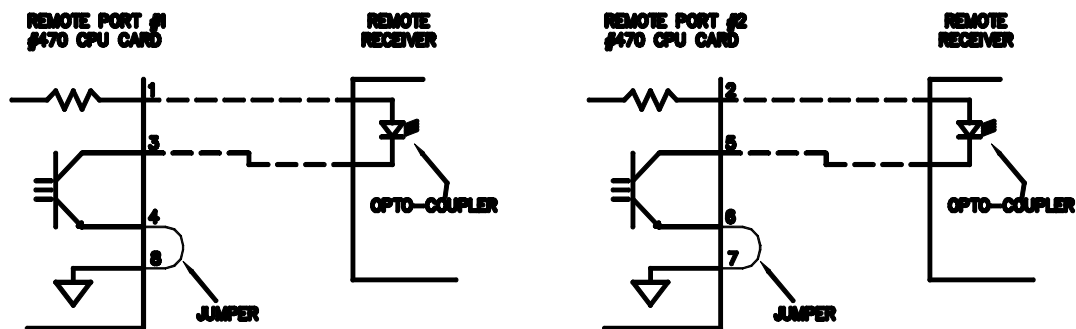 REMOTE PORT #1
#470 CPU CARD
REMOTE
RECEIVER
1
3
4
8
OPTO-COUPLER
JUMPER
REMOTE PORT #2
#470 CPU CARD
REMOTE
RECEIVER
2
5
6
7
OPTO-COUPLER
JUMPER